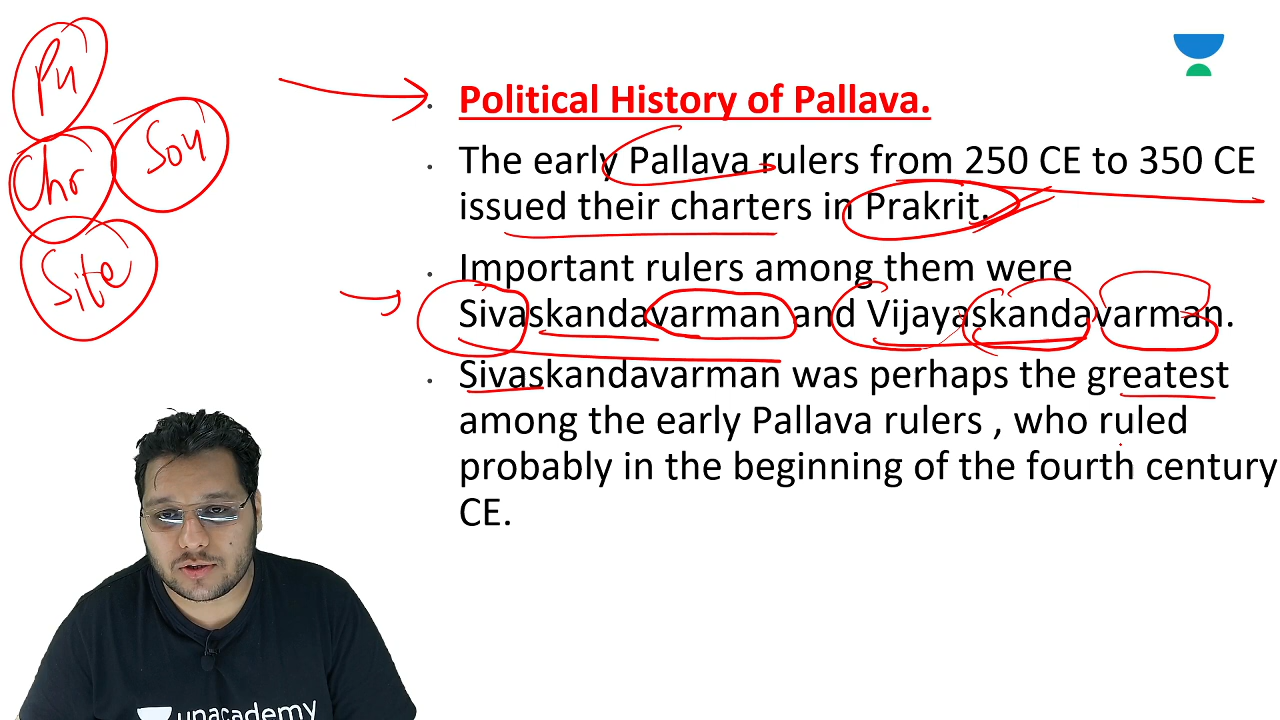 Pu
Chr
Sou
Site
Political History of Pallava.
The early Pallava rulers from 250 CE to 350 CE
issued their charters in Prakrit.
Important rulers among them were
Sivaskandavarman and Vijayaskandavarman.
Sivaskandavarman was perhaps the greatest
among the early Pallava rulers , who ruled
probably in the beginning of the fourth century
CE.
unacademy